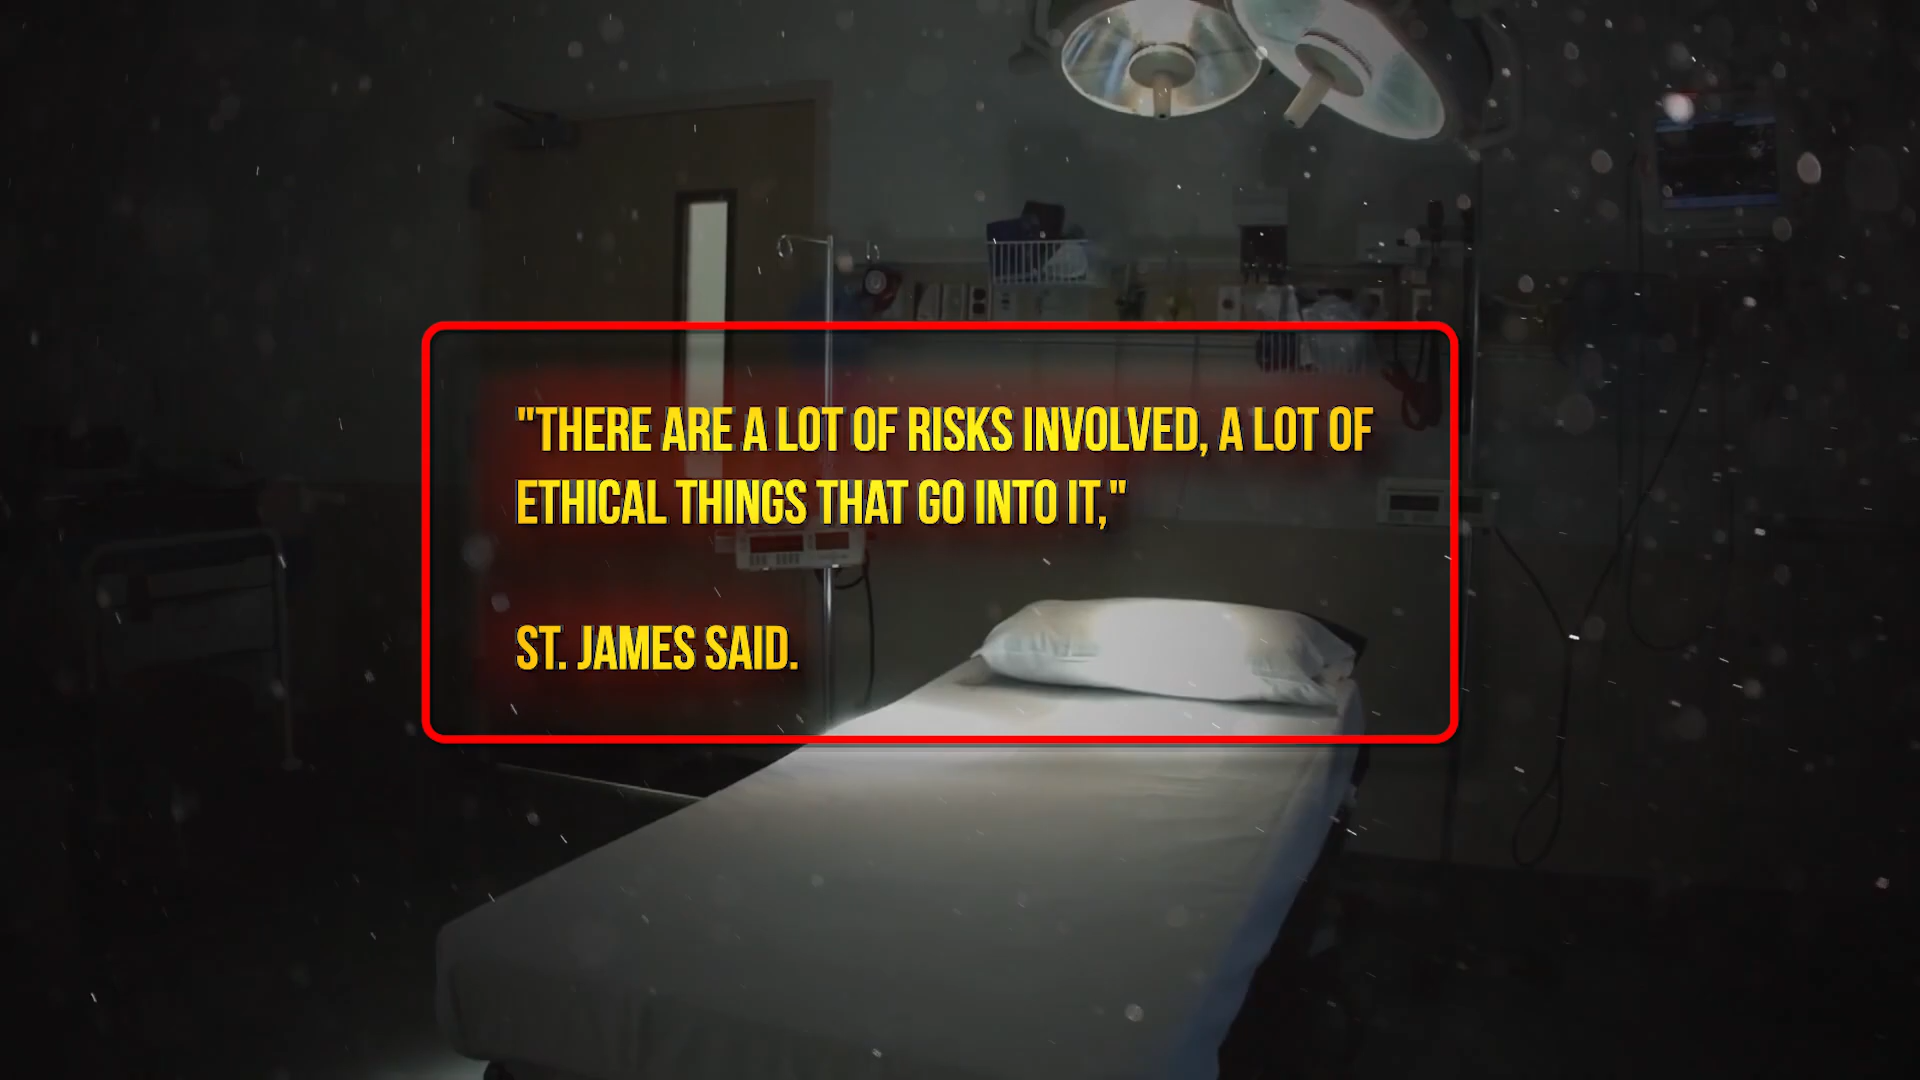 "THERE ARE A LOT OF RISKS INVOLVED, A LOT OF
ETHICAL THINGS THAT GO INTO IT,"
ST. JAMES SAID.